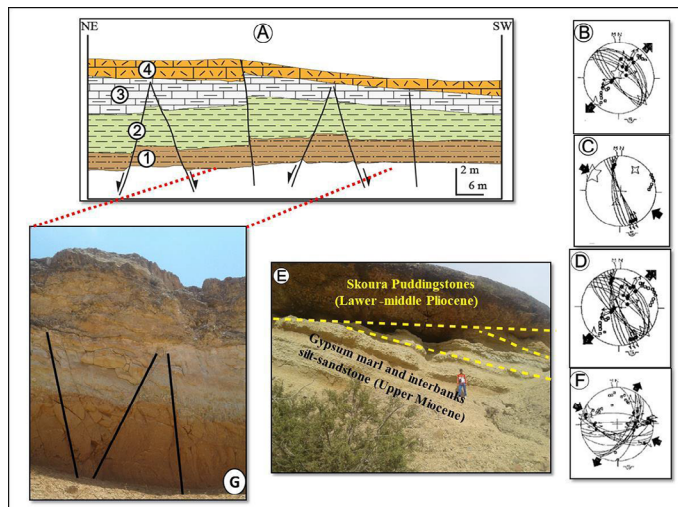 NE
A
SW
4
3
2
1
2 m
6 m
B
M N
C
M N
D
M N
E
Skoura Puddingstones
(Lawer -middle Pliocene)
Gypsum marl and interbanks
silt-sandstone (Upper Miocene)
F
G